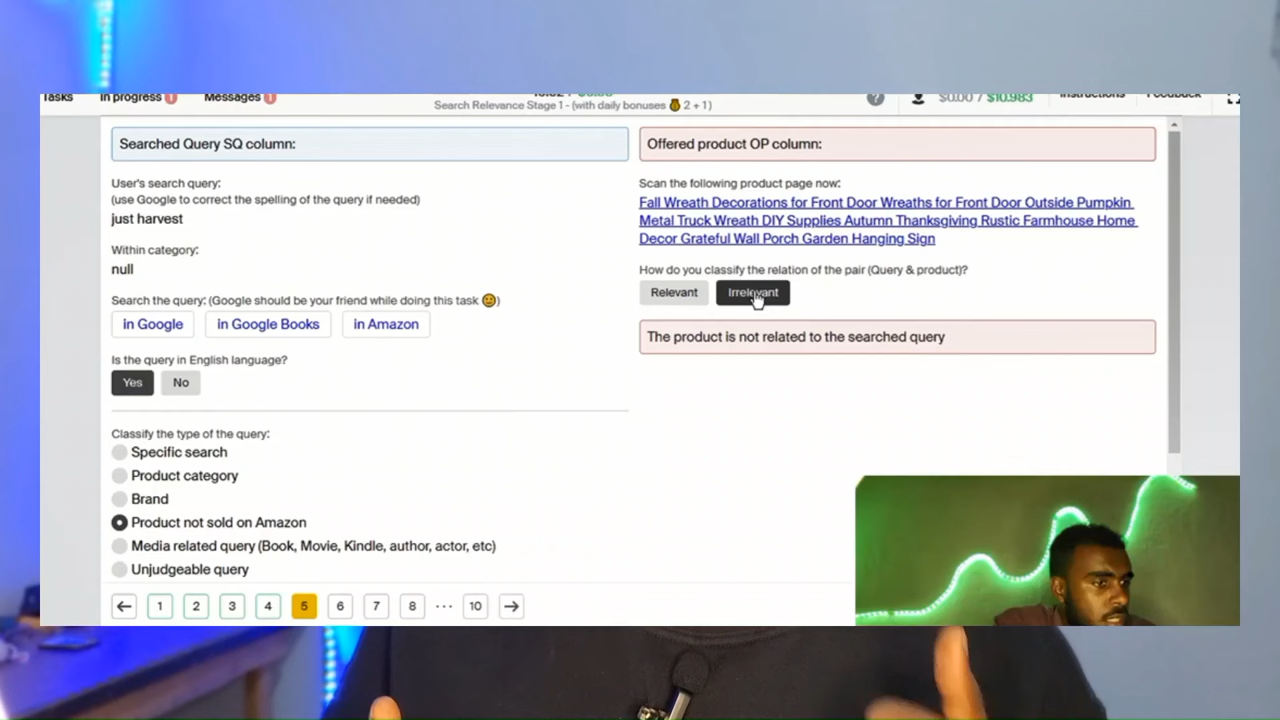 Tasks
In progress 1
Messages 1
Search Relevance Stage 1 - (with daily bonuses 💰 2 + 1)
?
$0.00 / $10.983
Instructions
Feedback
Searched Query SQ column:
User's search query:
(use Google to correct the spelling of the query if needed)
just harvest
Within category:
null
Search the query: (Google should be your friend while doing this task 🙂)
in Google
in Google Books
in Amazon
Is the query in English language?
Yes
No
Classify the type of the query:
Specific search
Product category
Brand
Product not sold on Amazon
Media related query (Book, Movie, Kindle, author, actor, etc)
Unjudgeable query
1 2 3 4 5 6 7 8 ... 10
Offered product OP column:
Scan the following product page now:
Fall Wreath Decorations for Front Door Wreaths for Front Door Outside Pumpkin
Metal Truck Wreath DIY Supplies Autumn Thanksgiving Rustic Farmhouse Home
Decor Grateful Wall Porch Garden Hanging Sign
How do you classify the relation of the pair (Query & product)?
Relevant
Irrelevant
The product is not related to the searched query